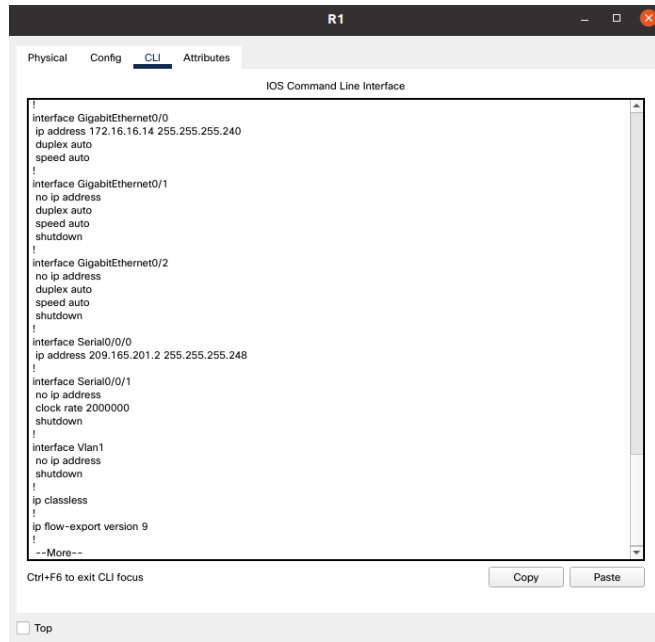 R1
Physical Config CLI Attributes
IOS Command Line Interface
!
interface GigabitEthernet0/0
ip address 172.16.16.14 255.255.255.240
duplex auto
speed auto
!
interface GigabitEthernet0/1
no ip address
duplex auto
speed auto
shutdown
!
interface GigabitEthernet0/2
no ip address
duplex auto
speed auto
shutdown
!
interface Serial0/0/0
ip address 209.165.201.2 255.255.255.248
!
interface Serial0/0/1
no ip address
clock rate 2000000
shutdown
!
interface Vlan1
no ip address
shutdown
!
ip classless
!
ip flow-export version 9
!
--More--
Ctrl+F6 to exit CLI focus
Copy Paste
Top